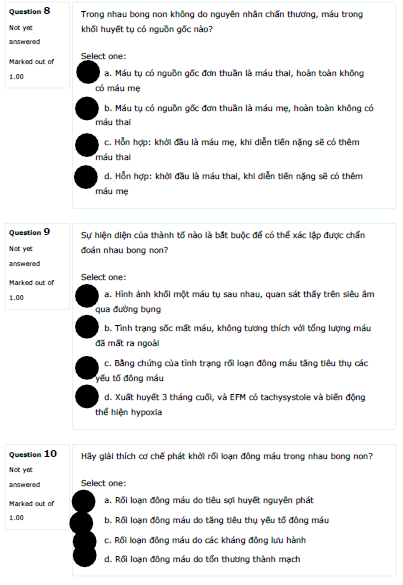 Question 8
Not yet
answered
Marked out of
1.00
Trong nhau bong non không do nguyên nhân chấn thương, máu trong
khối huyết tụ có nguồn gốc nào?
Select one:
a. Máu tụ có nguồn gốc đơn thuần là máu thai, hoàn toàn không
có máu mẹ
b. Máu tụ có nguồn gốc đơn thuần là máu mẹ, hoàn toàn không có
máu thai
c. Hỗn hợp: khởi đầu là máu mẹ, khi diễn tiến nặng sẽ có thêm
máu thai
d. Hỗn hợp: khởi đầu là máu thai, khi diễn tiến nặng sẽ có thêm
máu mẹ
Question 9
Not yet
answered
Marked out of
1.00
Sự hiện diện của thành tố nào là bắt buộc để có thể xác lập được chẩn
đoán nhau bong non?
Select one:
a. Hình ảnh khối một máu tụ sau nhau, quan sát thấy trên siêu âm
qua đường bụng
b. Tình trạng sốc mất máu, không tương thích với tổng lượng máu
đã mất ra ngoài
c. Bằng chứng của tình trạng rối loạn đông máu tăng tiêu thụ các
yếu tố đông máu
d. Xuất huyết 3 tháng cuối, và EFM có tachysystole và biến động
thể hiện hypoxia
Question 10
Not yet
answered
Marked out of
1.00
Hãy giải thích cơ chế phát khởi rối loạn đông máu trong nhau bong non?
Select one:
a. Rối loạn đông máu do tiêu sợi huyết nguyên phát
b. Rối loạn đông máu do tăng tiêu thụ yếu tố đông máu
c. Rối loạn đông máu do các kháng đông lưu hành
d. Rối loạn đông máu do tổn thương thành mạch